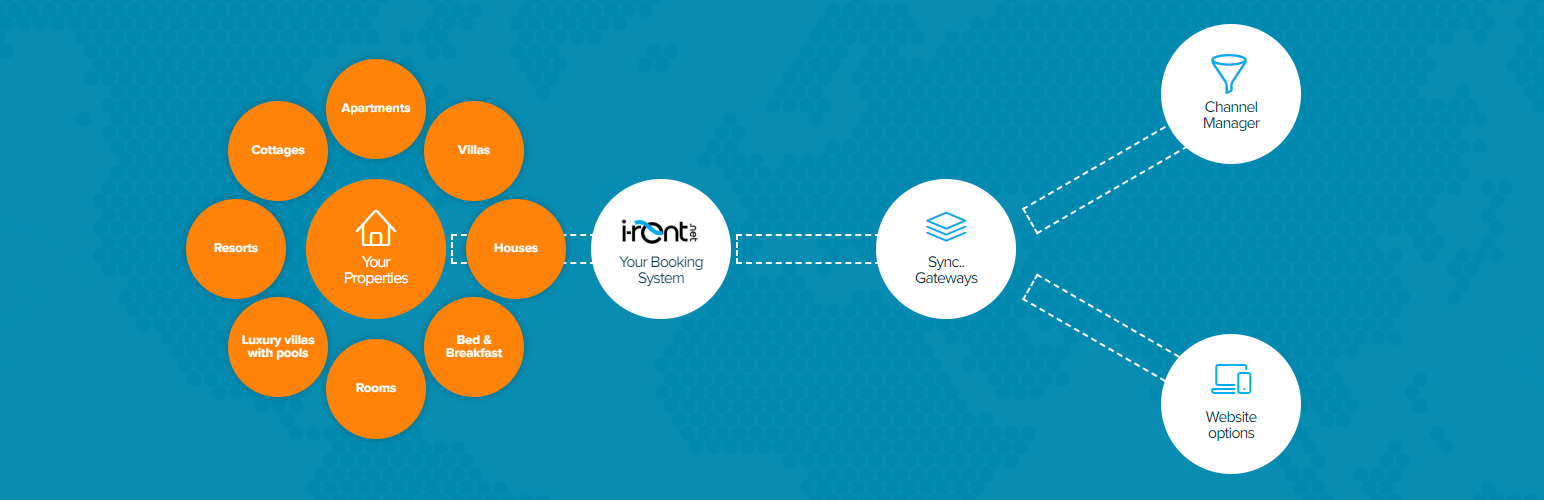 Apartments
Cottages
Villas
Resorts
Your
Properties
Houses
Luxury villas
with pools
Bed &
Breakfast
Rooms
i-rent.net
Your Booking
System
Sync..
Gateways
Channel
Manager
Website
options